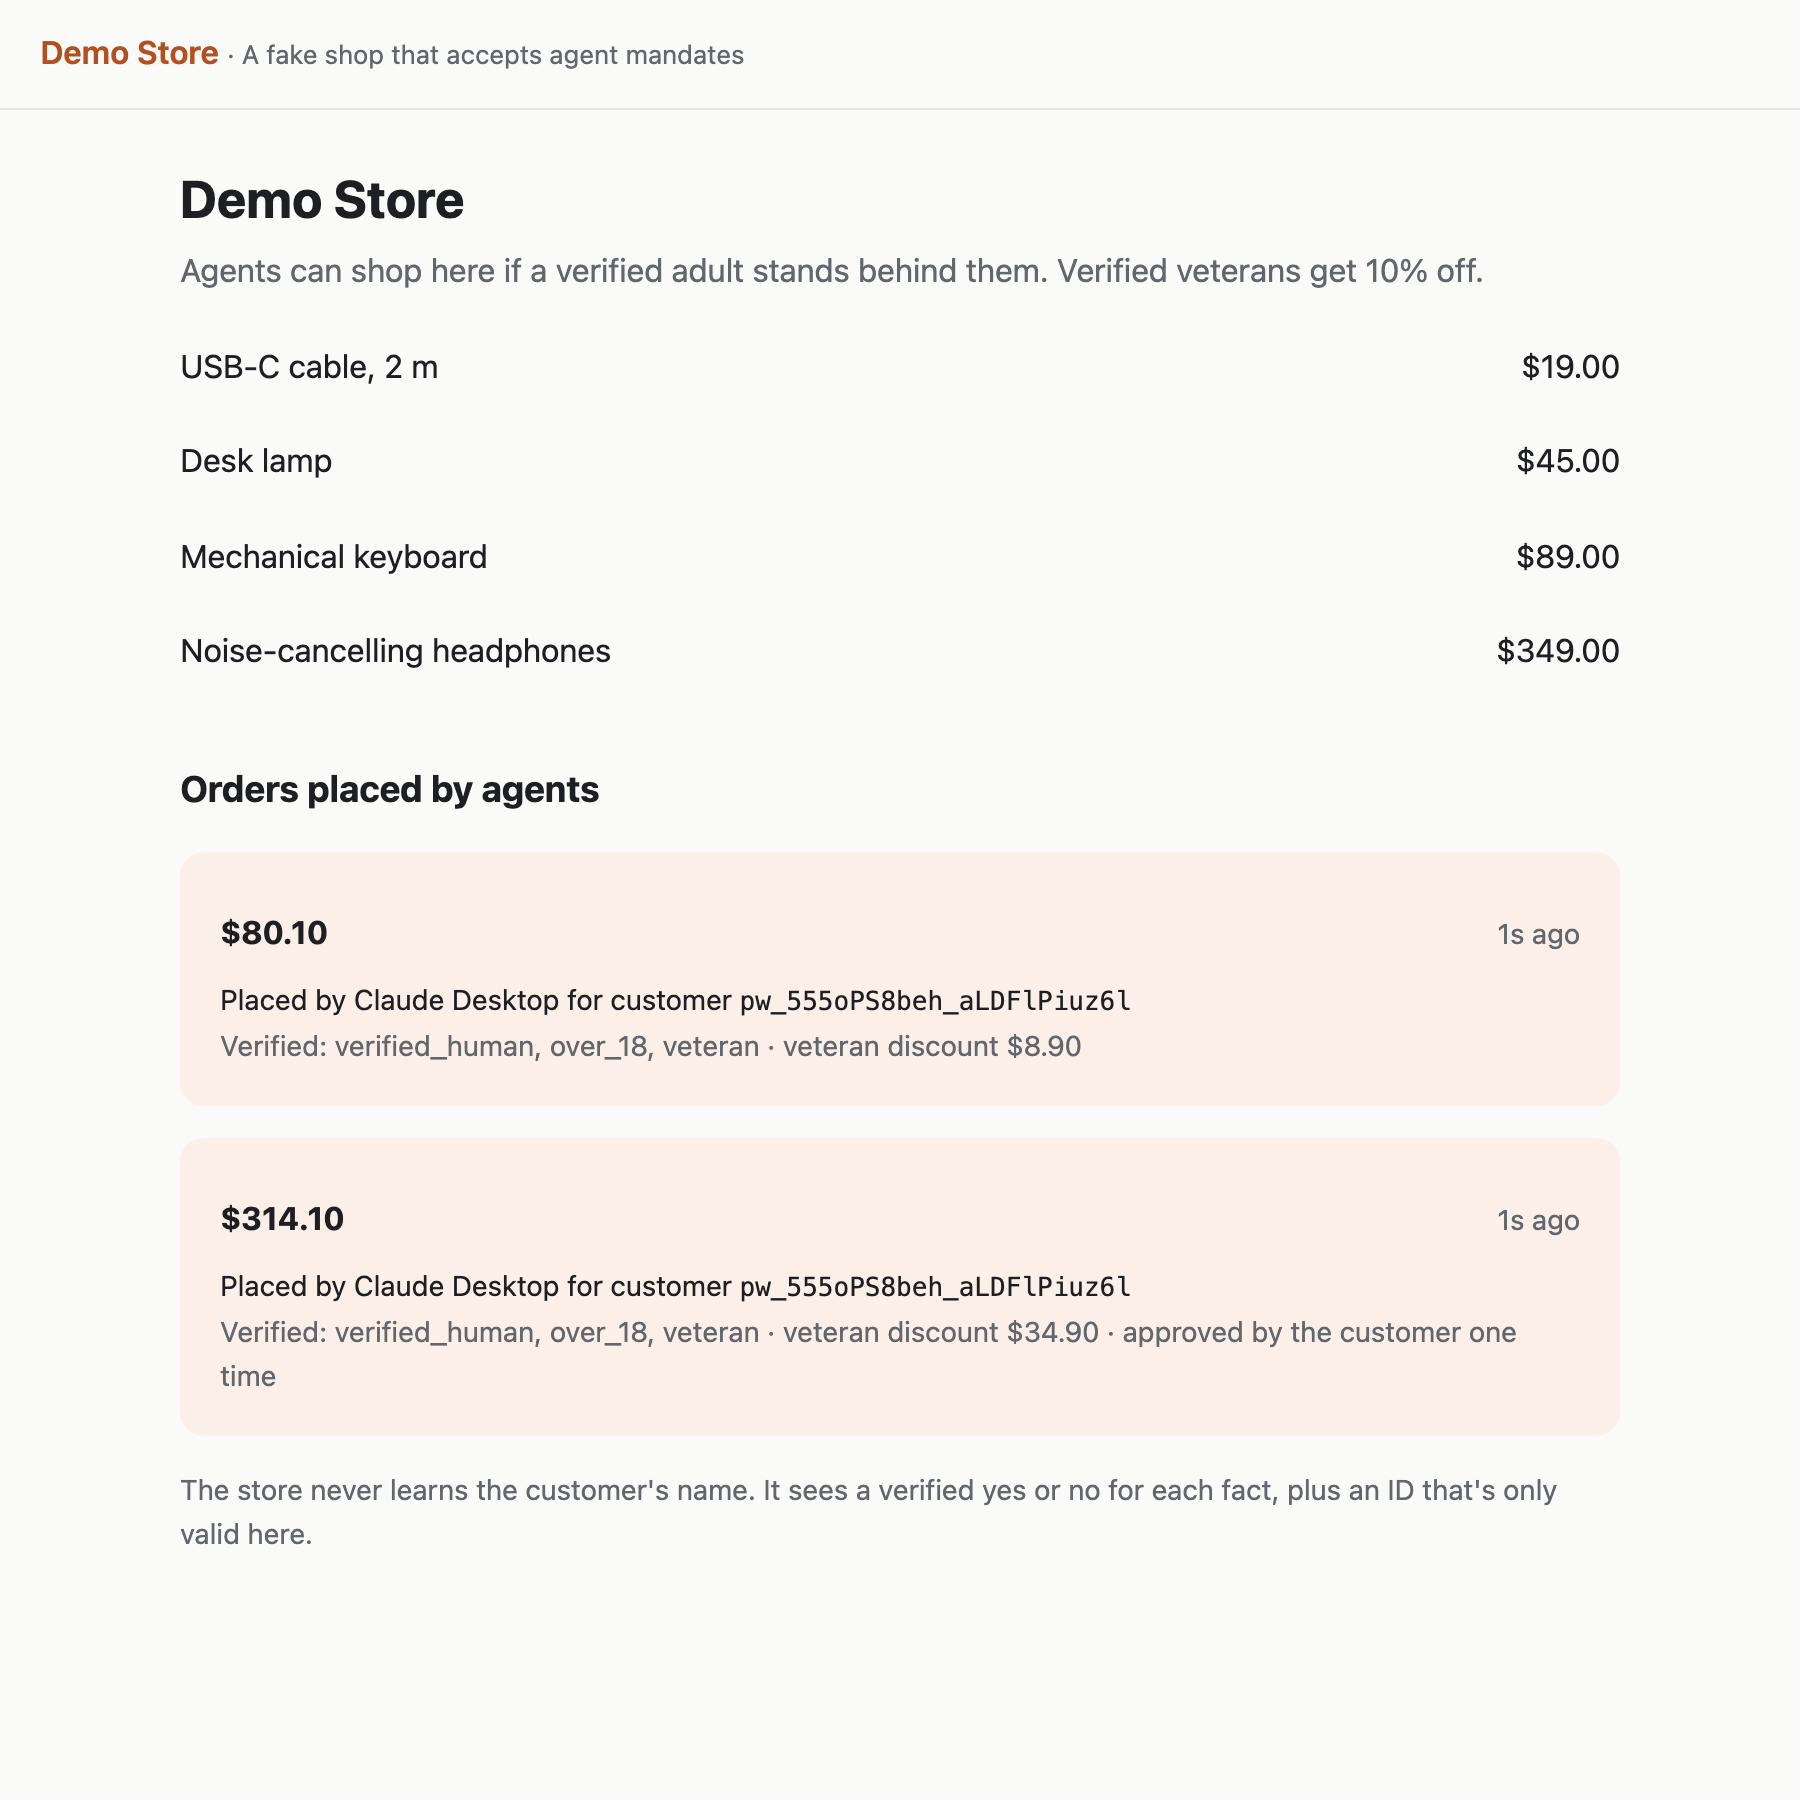 Demo Store · A fake shop that accepts agent mandates
Demo Store
Agents can shop here if a verified adult stands behind them. Verified veterans get 10% off.
USB-C cable, 2 m $19.00
Desk lamp $45.00
Mechanical keyboard $89.00
Noise-cancelling headphones $349.00
Orders placed by agents
$80.10 1s ago
Placed by Claude Desktop for customer pw_555oPS8beh_aLDFlPiuz6l
Verified: verified_human, over_18, veteran · veteran discount $8.90
$314.10 1s ago
Placed by Claude Desktop for customer pw_555oPS8beh_aLDFlPiuz6l
Verified: verified_human, over_18, veteran · veteran discount $34.90 · approved by the customer one
time
The store never learns the customer's name. It sees a verified yes or no for each fact, plus an ID that's only
valid here.